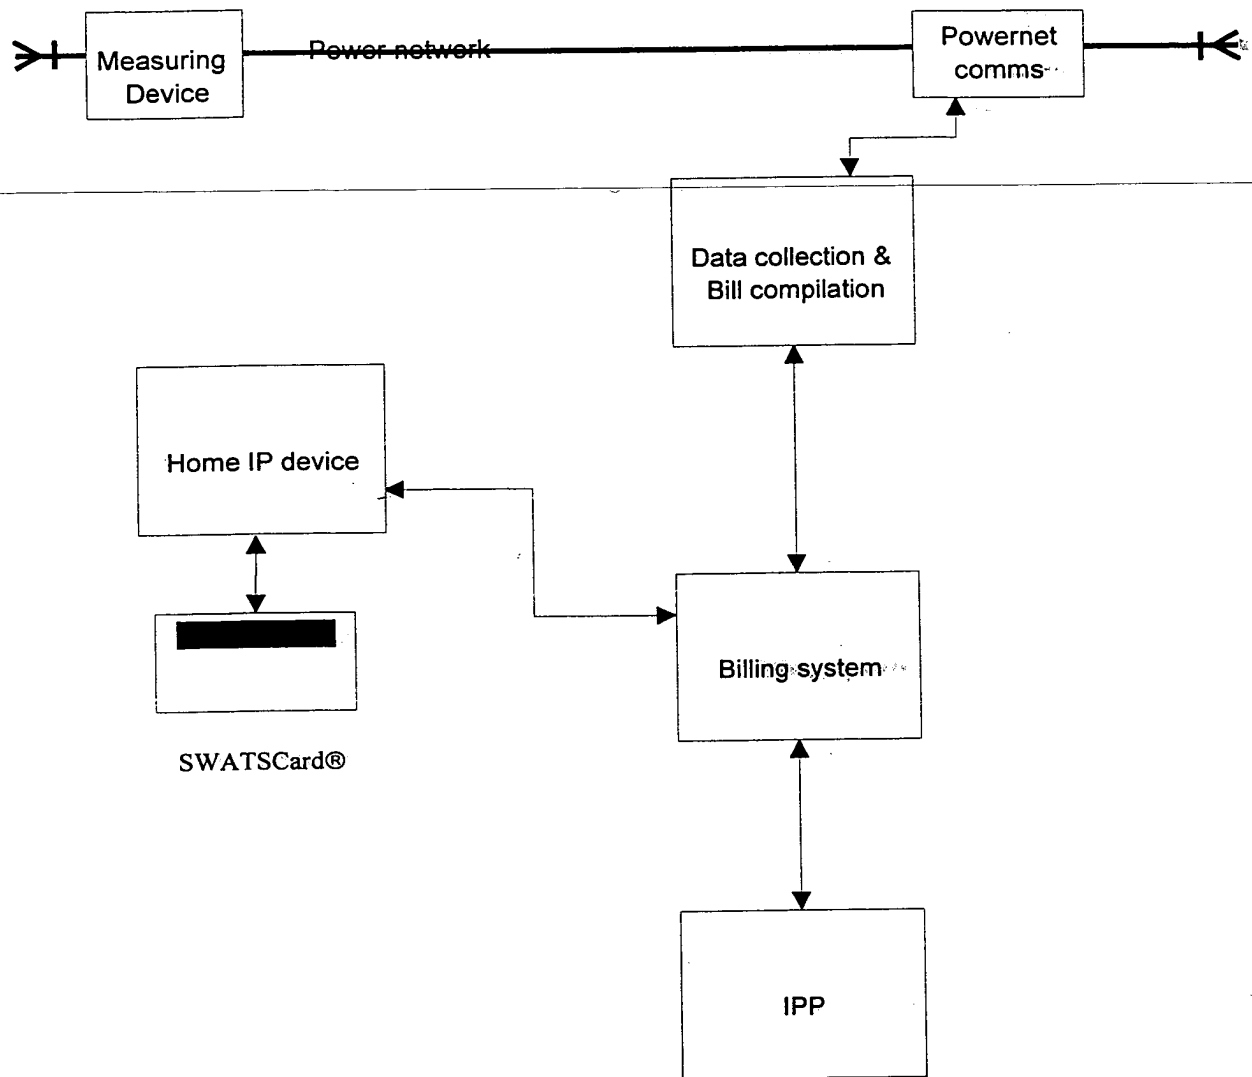 Measuring
Device
Power network
Powernet
comms
Data collection &
Bill compilation
Home IP device
SWATSCard®
Billing system
IPP